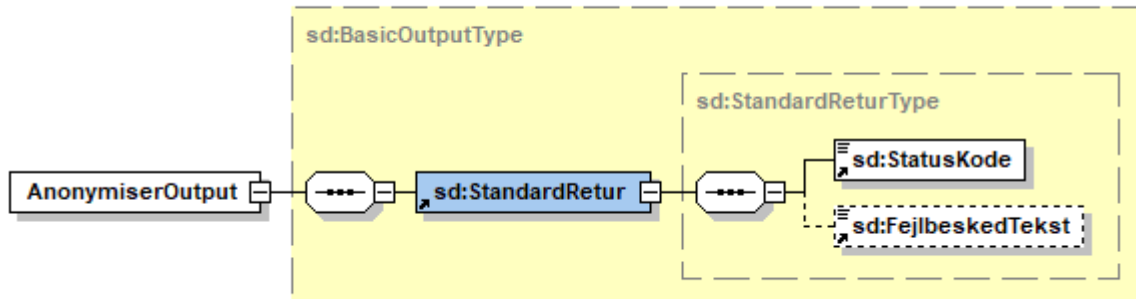 sd:BasicOutputType
sd:StandardReturType
AnonymiserOutput
sd:StandardRetur
sd:StatusKode
sd:FejlbeskedTekst